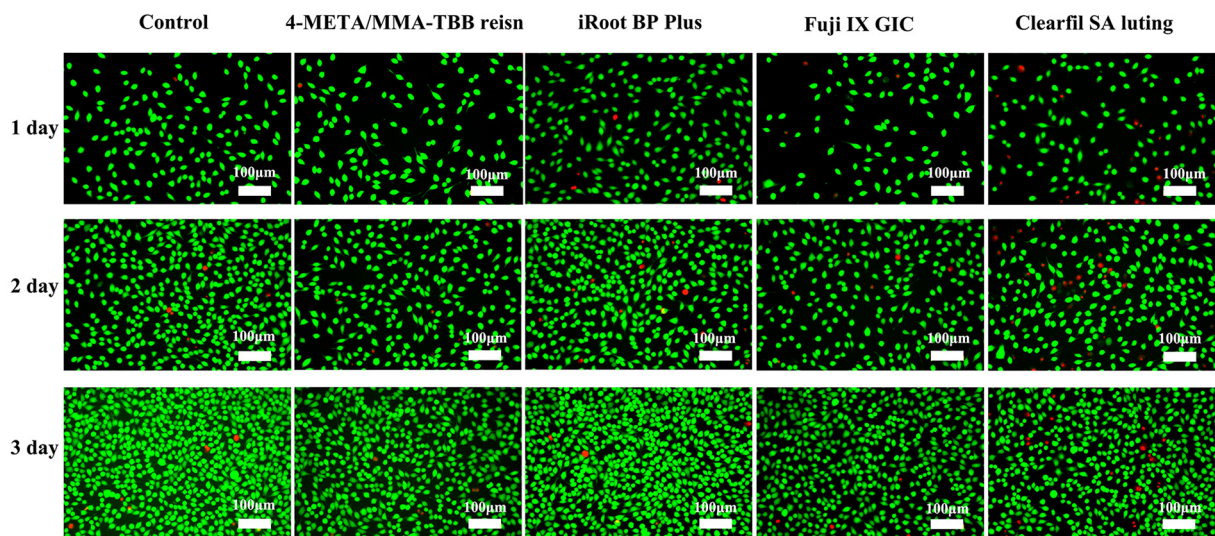 Control 4-META/MMA-TBB reisn iRoot BP Plus Fuji IX GIC Clearfil SA luting
1 day
100μm 100μm 100μm 100μm 100μm
2 day
100μm 100μm 100μm 100μm 100μm
3 day
100μm 100μm 100μm 100μm 100μm